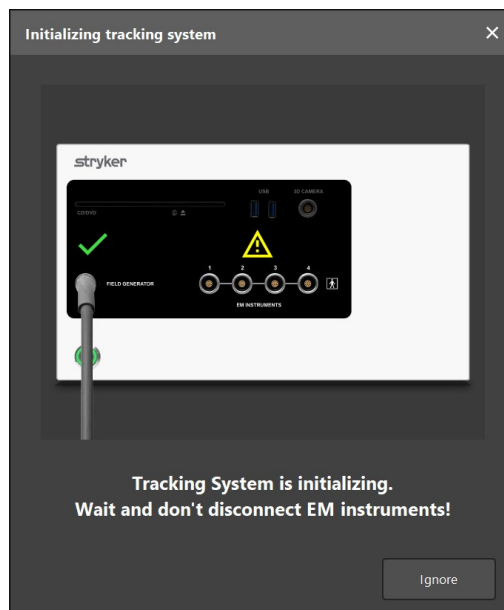 Initializing tracking system
stryker
USB
3D CAMERA
CD/DVD
1 2 3 4
FIELD GENERATOR
EM INSTRUMENTS
Tracking System is initializing.
Wait and don't disconnect EM instruments!
Ignore